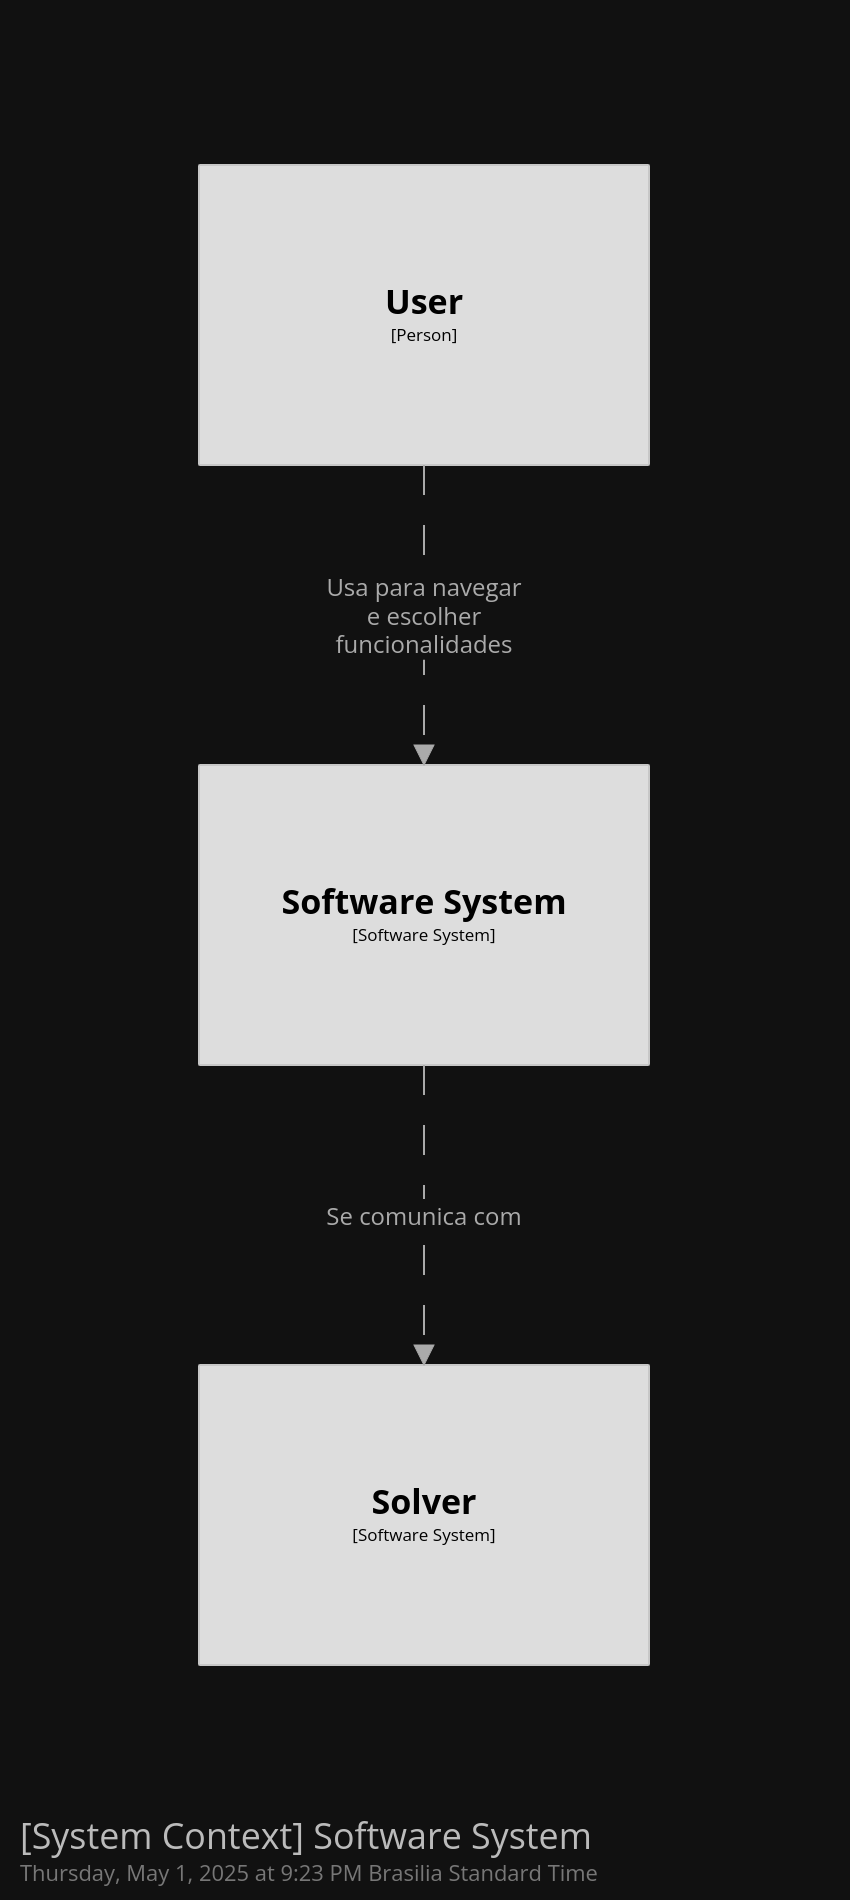 User
[Person]
Usa para navegar
e escolher
funcionalidades
Software System
[Software System]
Se comunica com
Solver
[Software System]
[System Context] Software System
Thursday, May 1, 2025 at 9:23 PM Brasilia Standard Time